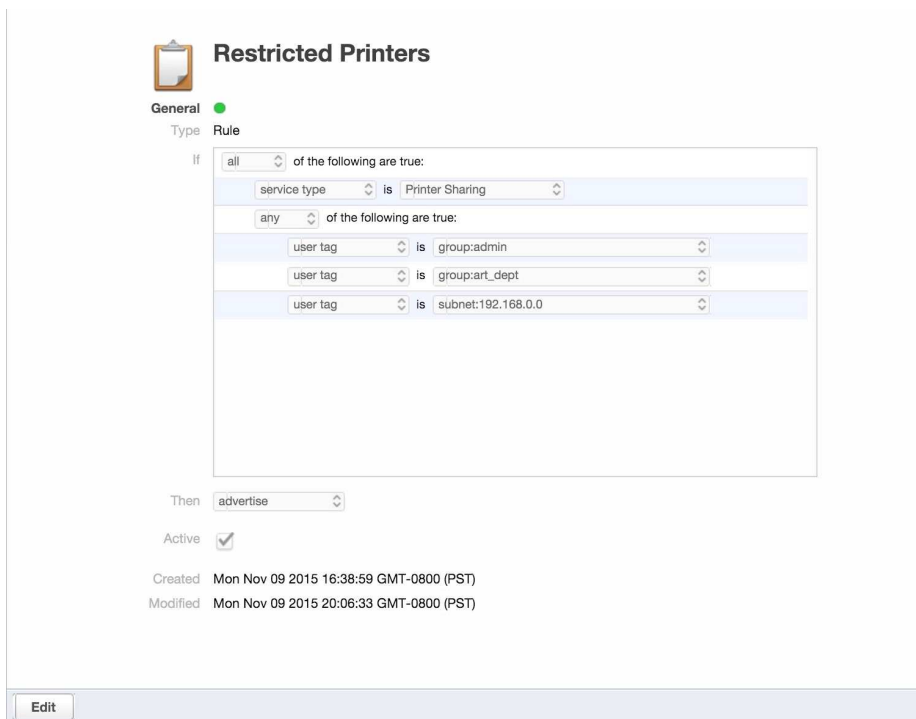 Restricted Printers
General
Type Rule
If all of the following are true:
service type is Printer Sharing
any of the following are true:
user tag is group:admin
user tag is group:art_dept
user tag is subnet:192.168.0.0
Then advertise
Active
Created Mon Nov 09 2015 16:38:59 GMT-0800 (PST)
Modified Mon Nov 09 2015 20:06:33 GMT-0800 (PST)
Edit